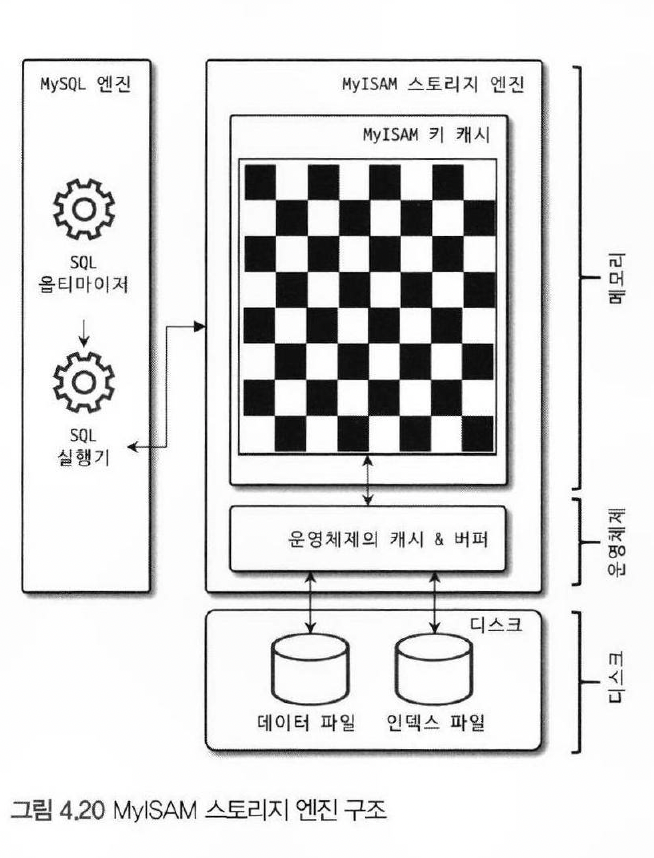 MySQL 엔진
SQL
옵티마이저
SQL
실행기
MyISAM 스토리지 엔진
MyISAM 키 캐시
운영체제의 캐시 & 버퍼
디스크
데이터 파일
인덱스 파일
메모리
운영체제
디스크
그림 4.20 MyISAM 스토리지 엔진 구조